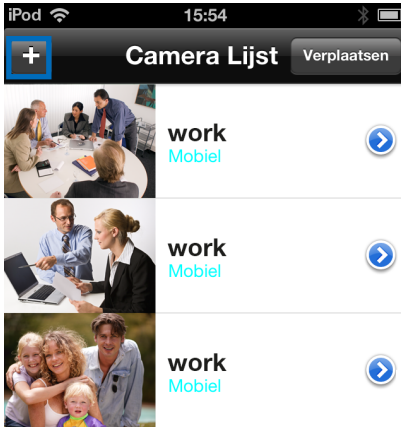 iPod 15:54
+ Camera Lijst Verplaatsen
work
Mobiel
work
Mobiel
work
Mobiel